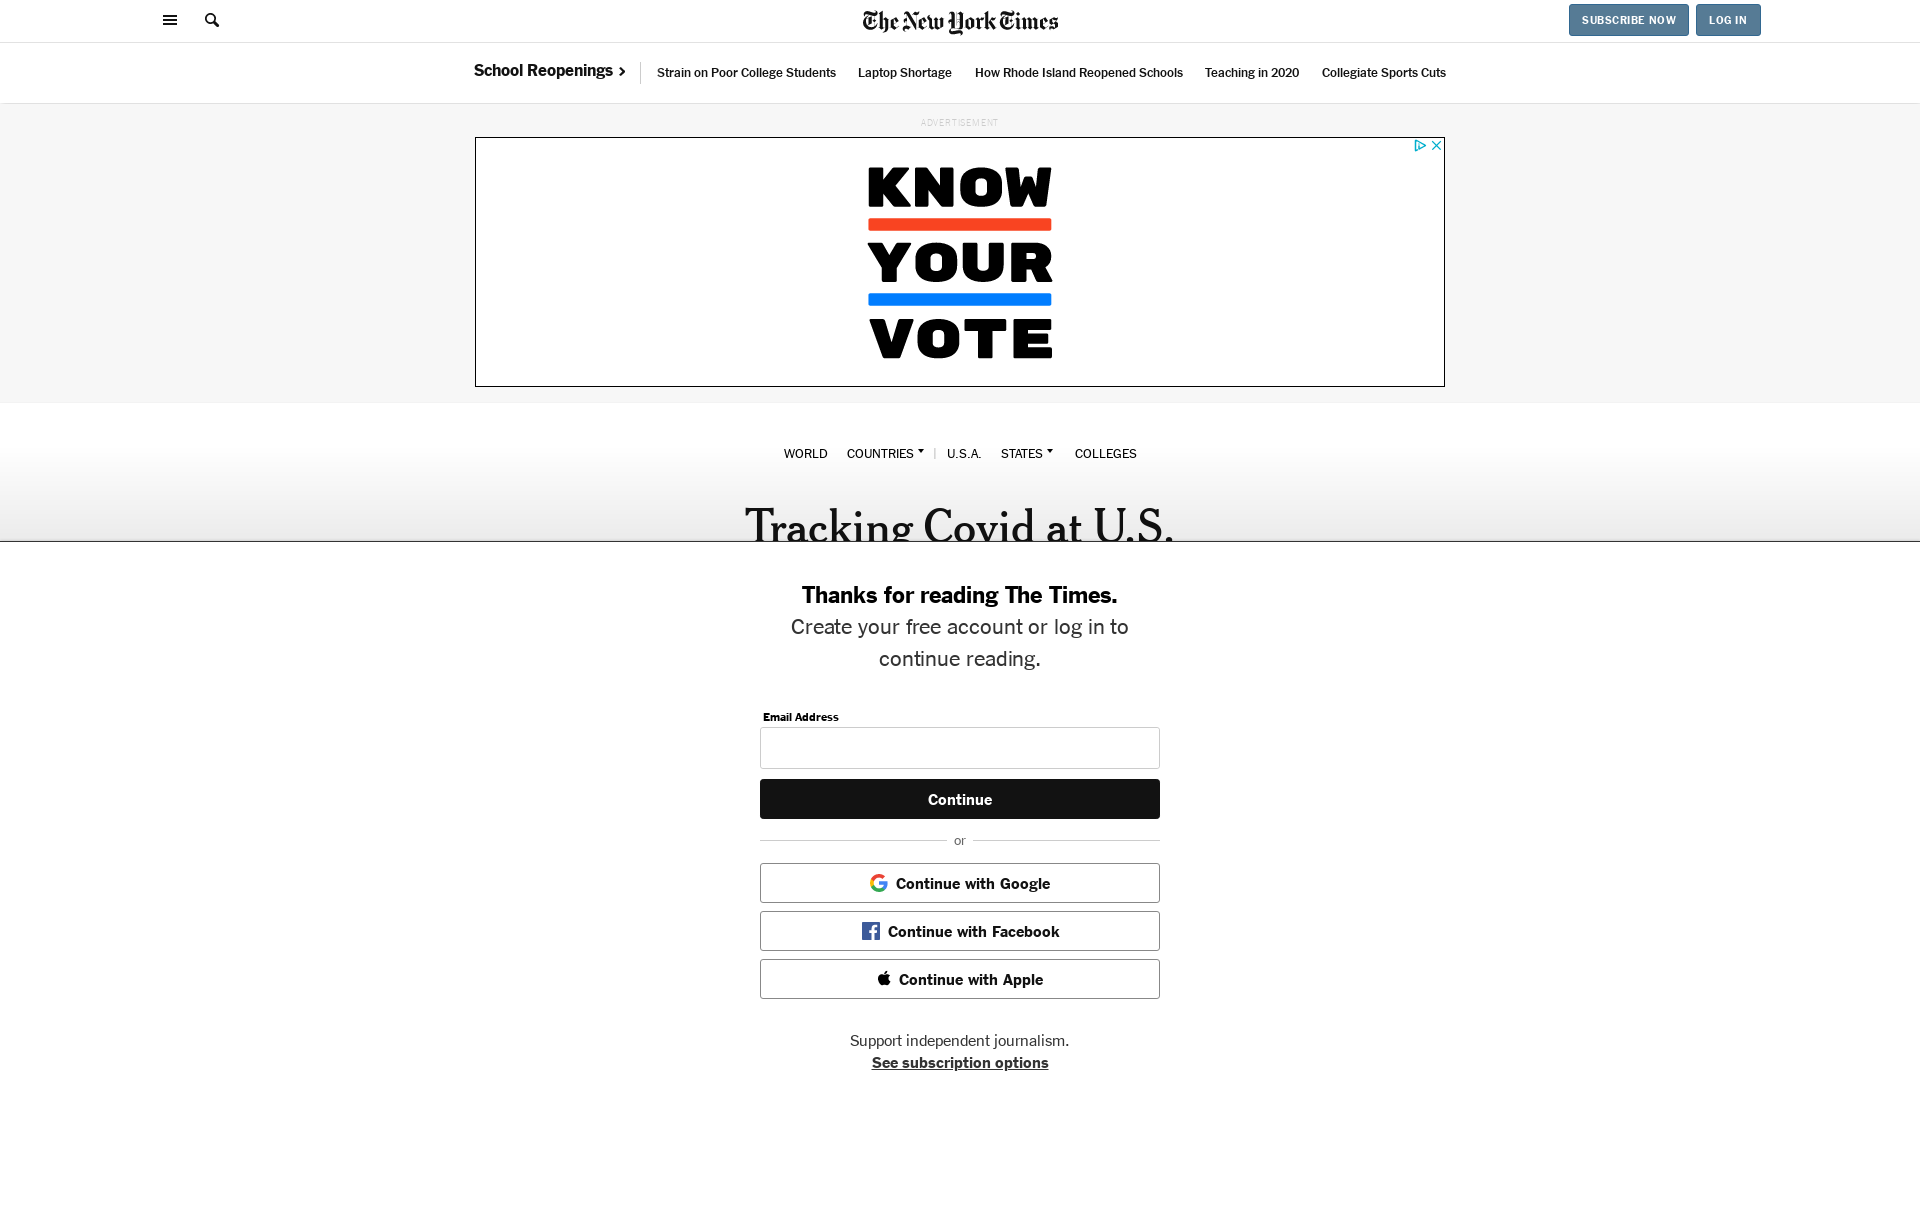 The New York Times
SUBSCRIBE NOW
LOG IN
School Reopenings
Strain on Poor College Students
Laptop Shortage
How Rhode Island Reopened Schools
Teaching in 2020
Collegiate Sports Cuts
ADVERTISEMENT
KNOW
YOUR
VOTE
WORLD
COUNTRIES
U.S.A.
STATES
COLLEGES
Tracking Covid at U.S.
Thanks for reading The Times.
Create your free account or log in to
continue reading.
Email Address
Continue
or
Continue with Google
Continue with Facebook
Continue with Apple
Support independent journalism.
See subscription options